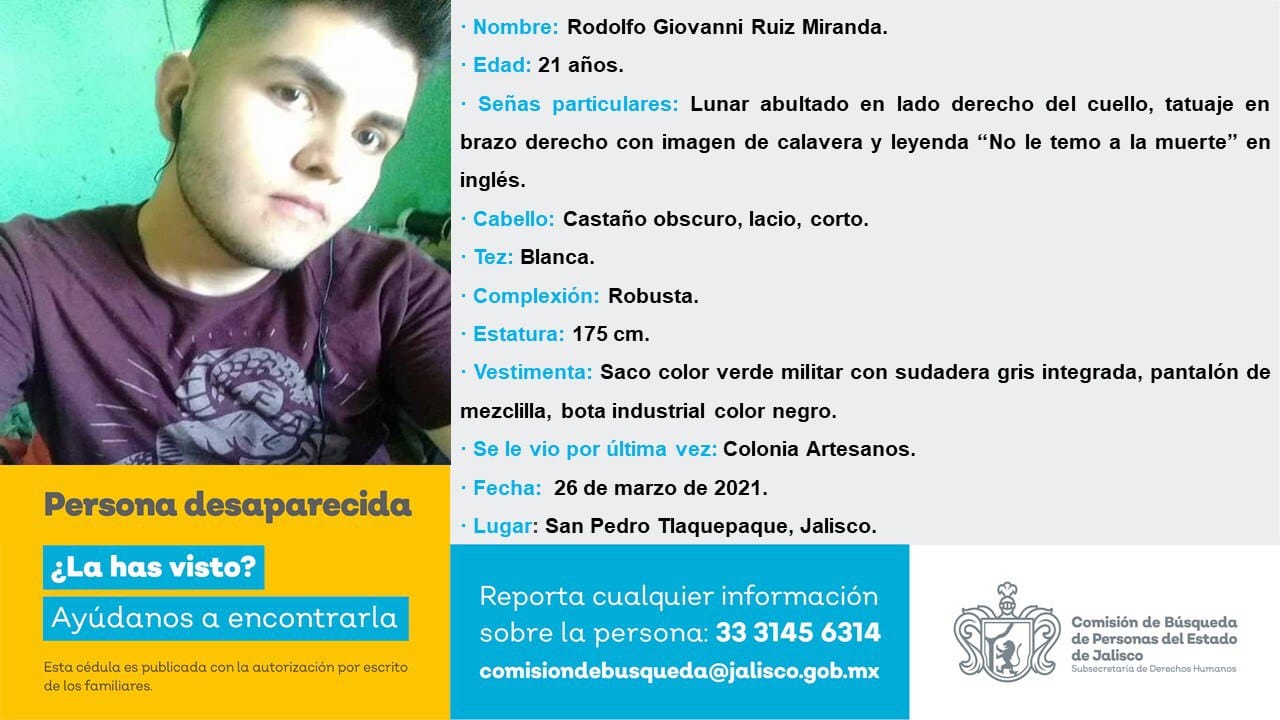 · Nombre: Rodolfo Giovanni Ruiz Miranda.
· Edad: 21 años.
· Señas particulares: Lunar abultado en lado derecho del cuello, tatuaje en
brazo derecho con imagen de calavera y leyenda “No le temo a la muerte” en
inglés.
· Cabello: Castaño obscuro, lacio, corto.
· Tez: Blanca.
· Complexión: Robusta.
· Estatura: 175 cm.
· Vestimenta: Saco color verde militar con sudadera gris integrada, pantalón de
mezclilla, bota industrial color negro.
· Se le vio por última vez: Colonia Artesanos.
· Fecha: 26 de marzo de 2021.
· Lugar: San Pedro Tlaquepaque, Jalisco.
Persona desaparecida
¿La has visto?
Ayúdanos a encontrarla
Esta cédula es publicada con la autorización por escrito
de los familiares.
Reporta cualquier información
sobre la persona: 33 3145 6314
comisiondebusqueda@jalisco.gob.mx
Comisión de Búsqueda
de Personas del Estado
de Jalisco
Subsecretaría de Derechos Humanos